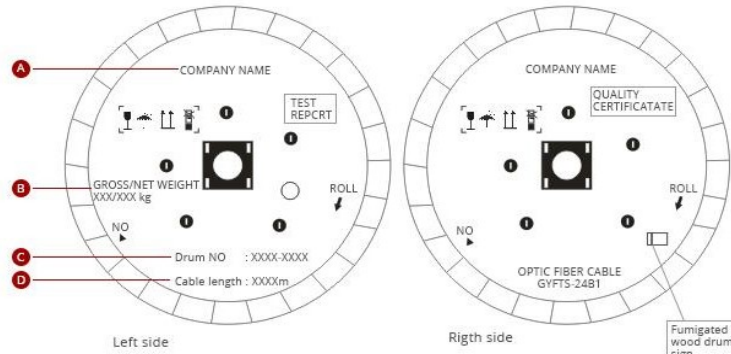 A
COMPANY NAME
TEST
REPCRT
B
GROSS/NET WEIGHT
XXX/XXX kg
ROLL
NO
C
Drum NO : XXXX-XXXX
D
Cable length : XXXXm
Left side
COMPANY NAME
QUALITY
CERTIFICATATE
ROLL
NO
OPTIC FIBER CABLE
GYFTS-24B1
Rigth side
Fumigated
wood drum
sign